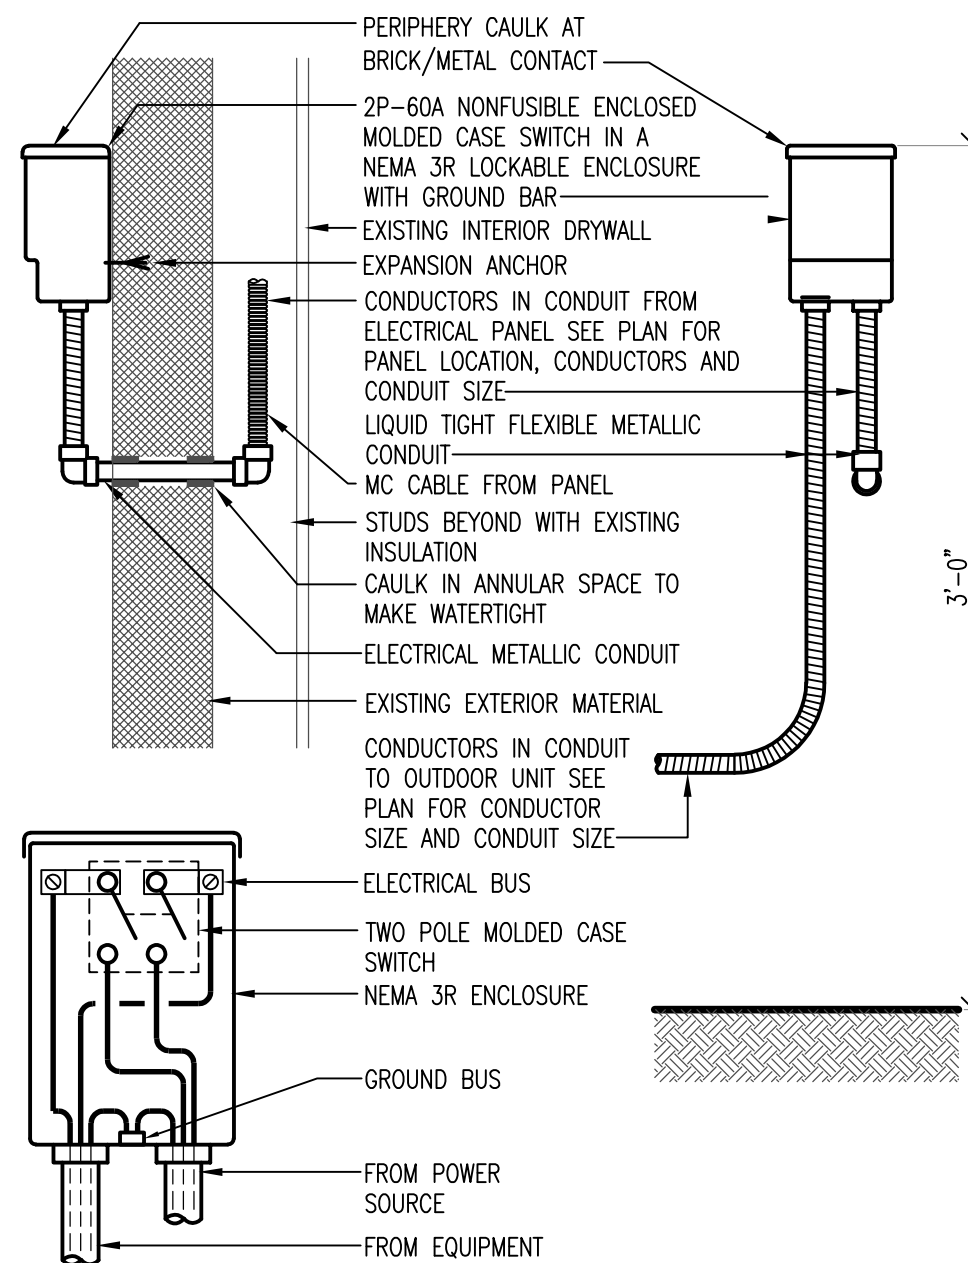 PERIPHERY CAULK AT
BRICK/METAL CONTACT
2P-60A NONFUSIBLE ENCLOSED
MOLDED CASE SWITCH IN A
NEMA 3R LOCKABLE ENCLOSURE
WITH GROUND BAR
EXISTING INTERIOR DRYWALL
EXPANSION ANCHOR
CONDUCTORS IN CONDUIT FROM
ELECTRICAL PANEL SEE PLAN FOR
PANEL LOCATION, CONDUCTORS AND
CONDUIT SIZE
LIQUID TIGHT FLEXIBLE METALLIC
CONDUIT
MC CABLE FROM PANEL
STUDS BEYOND WITH EXISTING
INSULATION
CAULK IN ANNULAR SPACE TO
MAKE WATERTIGHT
ELECTRICAL METALLIC CONDUIT
EXISTING EXTERIOR MATERIAL
CONDUCTORS IN CONDUIT
TO OUTDOOR UNIT SEE
PLAN FOR CONDUCTOR
SIZE AND CONDUIT SIZE
3'-0"
ELECTRICAL BUS
TWO POLE MOLDED CASE
SWITCH
NEMA 3R ENCLOSURE
GROUND BUS
FROM POWER
SOURCE
FROM EQUIPMENT